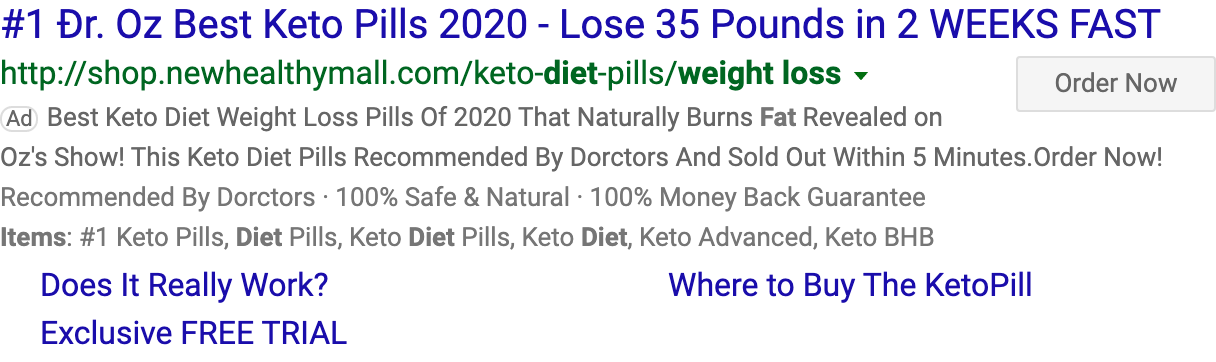 #1 Ðr. Oz Best Keto Pills 2020 - Lose 35 Pounds in 2 WEEKS FAST
http://shop.newhealthymall.com/keto-diet-pills/weight loss
Order Now
Ad Best Keto Diet Weight Loss Pills Of 2020 That Naturally Burns Fat Revealed on
Oz's Show! This Keto Diet Pills Recommended By Dorctors And Sold Out Within 5 Minutes.Order Now!
Recommended By Dorctors · 100% Safe & Natural · 100% Money Back Guarantee
Items: #1 Keto Pills, Diet Pills, Keto Diet Pills, Keto Diet, Keto Advanced, Keto BHB
Does It Really Work?
Where to Buy The KetoPill
Exclusive FREE TRIAL